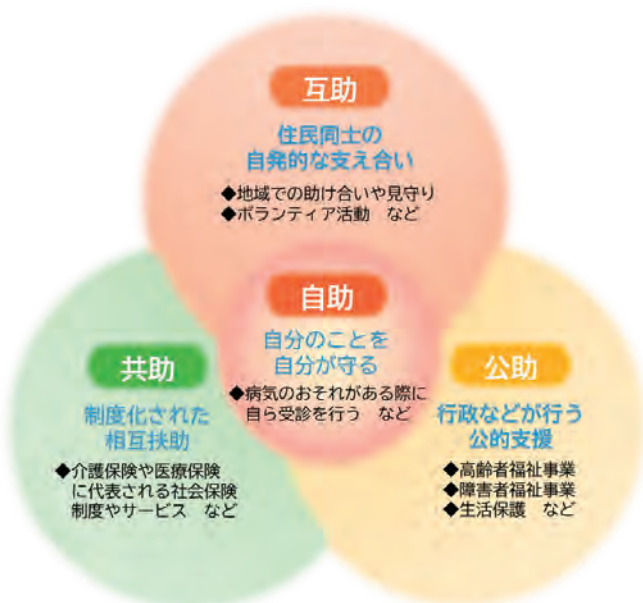 互助
住民同士の
自発的な支え合い
◆地域での助け合いや見守り
◆ボランティア活動　など
自助
自分のことを
自分が守る
◆病気のおそれがある際に
自ら受診を行う　など
共助
制度化された
相互扶助
◆介護保険や医療保険
に代表される社会保険
制度やサービス　など
公助
行政などが行う
公的支援
◆高齢者福祉事業
◆障害者福祉事業
◆生活保護　など